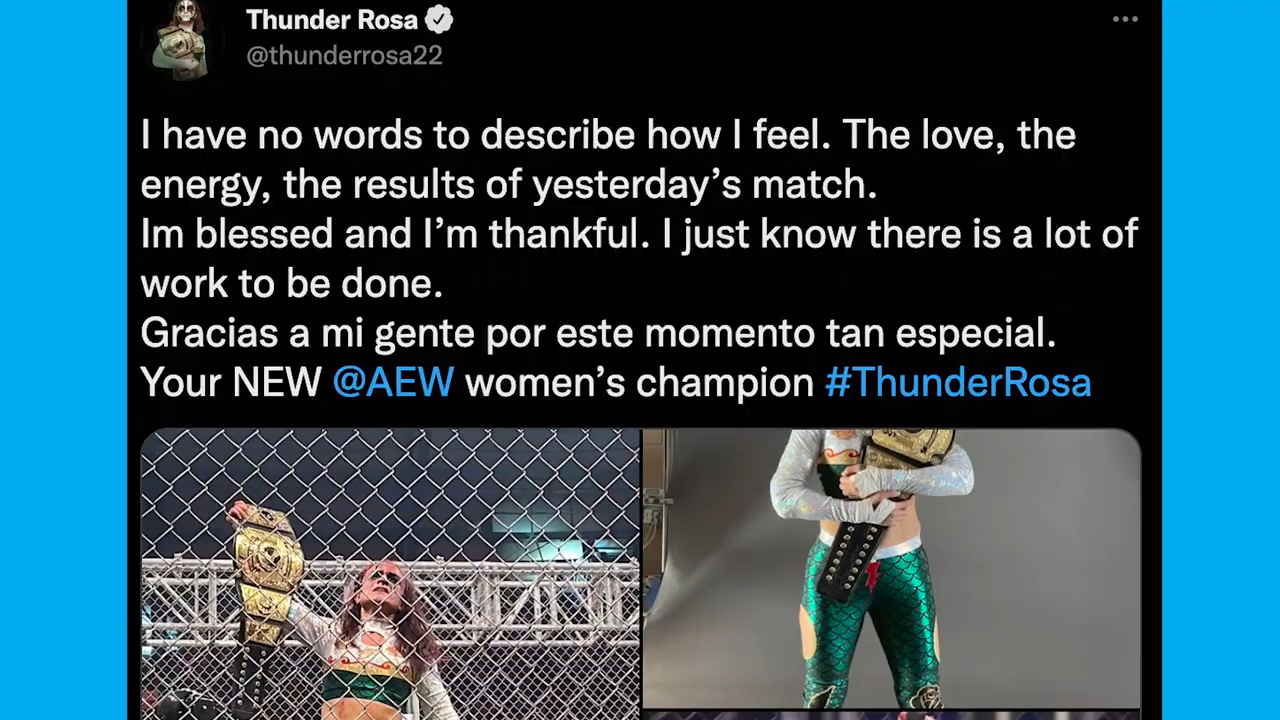 Thunder Rosa
@thunderrosa22
I have no words to describe how I feel. The love, the
energy, the results of yesterday’s match.
Im blessed and I’m thankful. I just know there is a lot of
work to be done.
Gracias a mi gente por este momento tan especial.
Your NEW @AEW women’s champion #ThunderRosa